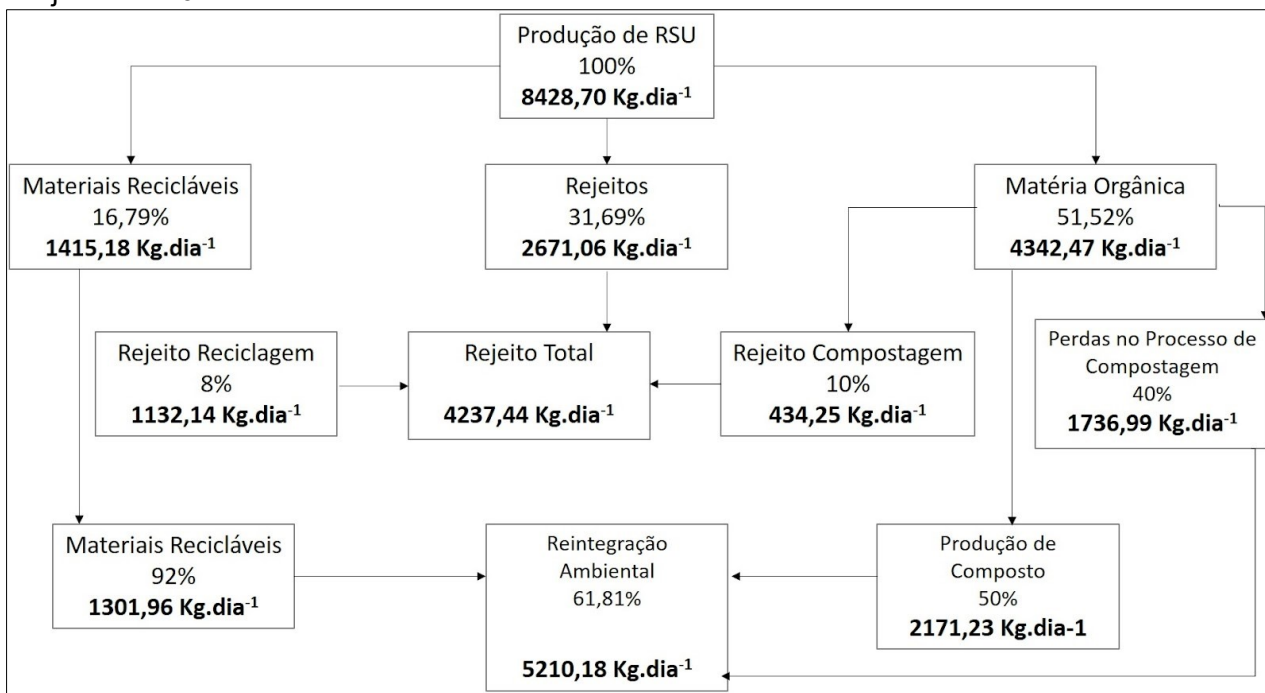 Produção de RSU
100%
8428,70 Kg.dia⁻¹
Materiais Recicláveis
16,79%
1415,18 Kg.dia⁻¹
Rejeitos
31,69%
2671,06 Kg.dia⁻¹
Matéria Orgânica
51,52%
4342,47 Kg.dia⁻¹
Rejeito Reciclagem
8%
1132,14 Kg.dia⁻¹
Rejeito Total
4237,44 Kg.dia⁻¹
Rejeito Compostagem
10%
434,25 Kg.dia⁻¹
Perdas no Processo de
Compostagem
40%
1736,99 Kg.dia⁻¹
Materiais Recicláveis
92%
1301,96 Kg.dia⁻¹
Reintegração
Ambiental
61,81%
5210,18 Kg.dia⁻¹
Produção de
Composto
50%
2171,23 Kg.dia-1